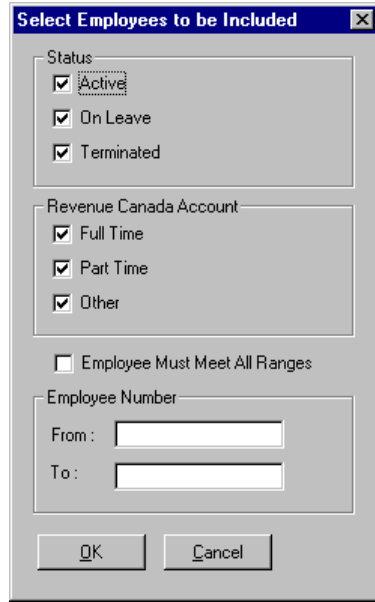 Select Employees to be Included
Status
Active
On Leave
Terminated
Revenue Canada Account
Full Time
Part Time
Other
Employee Must Meet All Ranges
Employee Number
From :
To :
OK Cancel